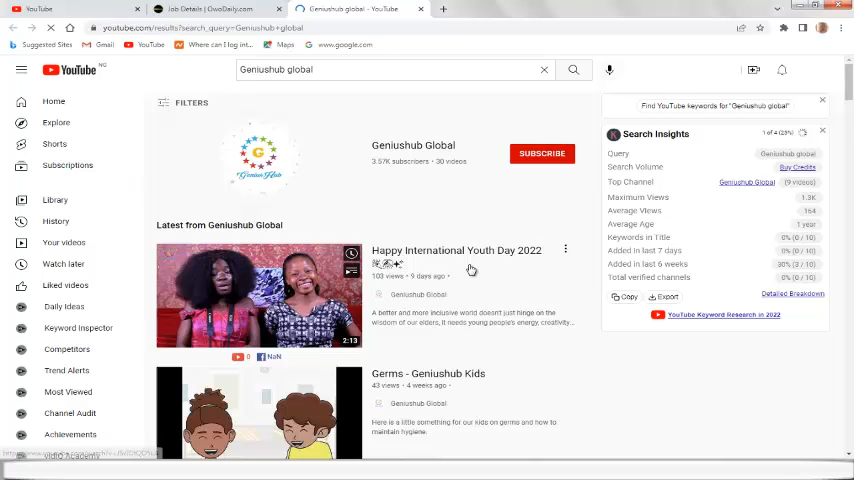 YouTube
Job Details | OwoDaily.com
Geniushub global - YouTube
youtube.com/results?search_query=Geniushub+global
Suggested Sites
Gmail
YouTube
Where can I log int...
Maps
www.google.com
YouTube NG
Geniushub global
Home
Explore
Shorts
Subscriptions
Library
History
Your videos
Watch later
Liked videos
Daily Ideas
Keyword Inspector
Competitors
Trend Alerts
Most Viewed
Channel Audit
Achievements
vidIQ Academy
FILTERS
G
Genius Hub
Geniushub Global
3.57K subscribers • 30 videos
SUBSCRIBE
Latest from Geniushub Global
2:13
0
NaN
Happy International Youth Day 2022
103 views • 9 days ago •
Geniushub Global
A better and more inclusive world doesn't just hinge on the
wisdom of our elders, it needs young people's energy, creativity...
Germs - Geniushub Kids
43 views • 4 weeks ago •
Geniushub Global
Here is a little something for our kids on germs and how to
maintain hygiene.
Find YouTube keywords for "Geniushub global"
K Search Insights
1 of 4 (25%)
Query Geniushub global
Search Volume Buy Credits
Top Channel Geniushub Global (9 videos)
Maximum Views 1.3K
Average Views 164
Average Age 1 year
Keywords in Title 0% (0 / 10)
Added in last 7 days 0% (0 / 10)
Added in last 6 weeks 30% (3 / 10)
Total verified channels 0% (0 / 10)
Copy
Export
Detailed Breakdown
YouTube Keyword Research in 2022